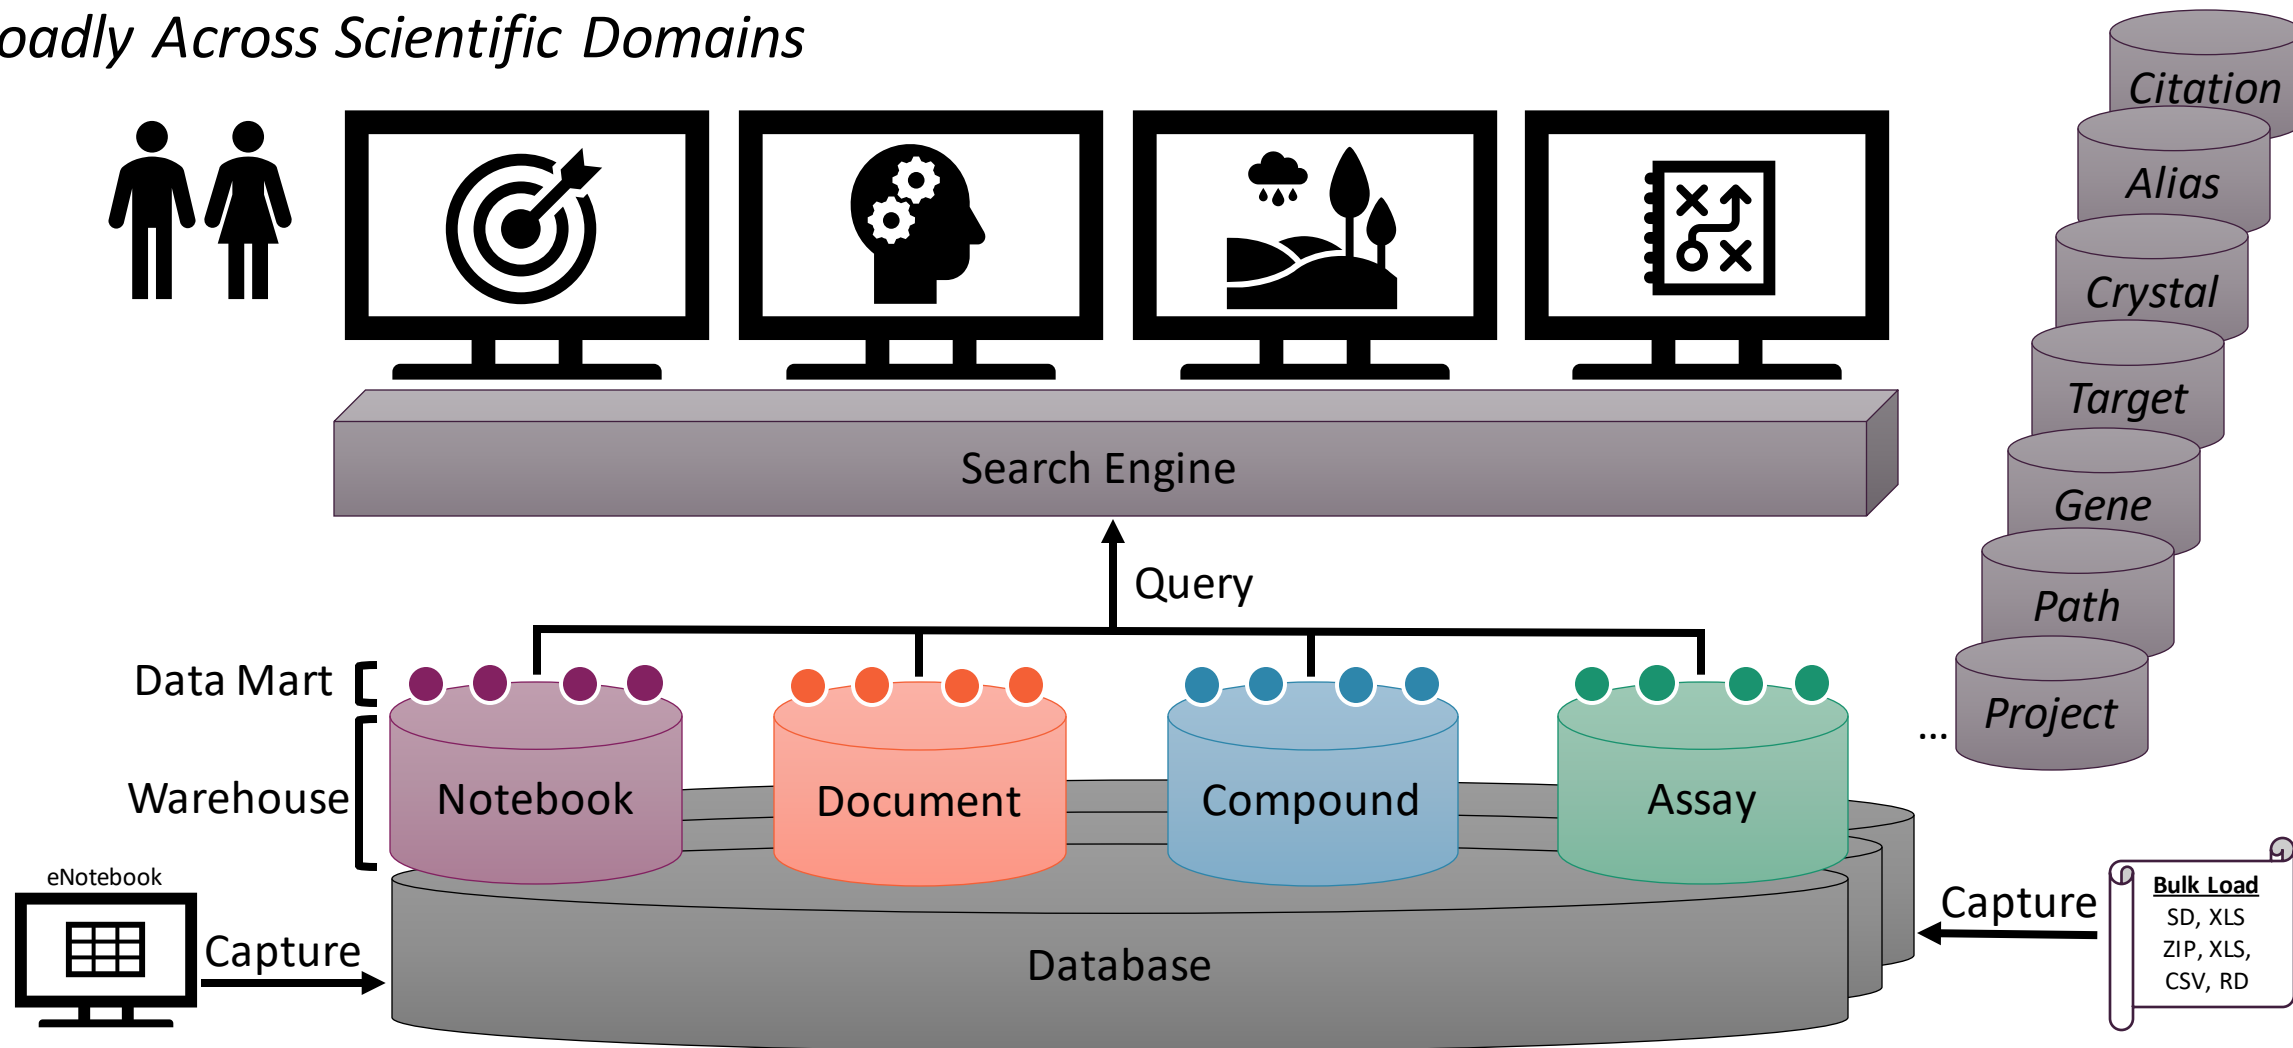 oadly Across Scientific Domains
Citation
Alias
Crystal
Target
Gene
Path
Project
...
Search Engine
Query
Data Mart
Warehouse
Notebook
Document
Compound
Assay
eNotebook
Capture
Database
Capture
Bulk Load
SD, XLS
ZIP, XLS,
CSV, RD